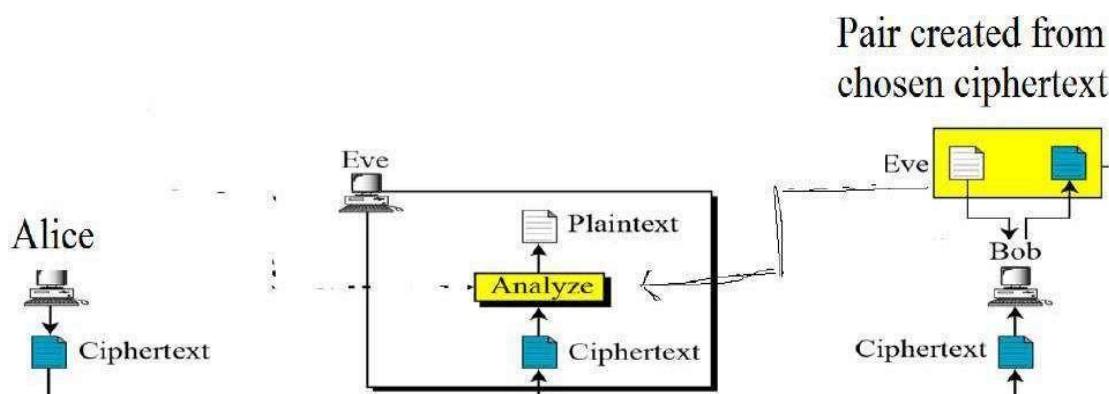 Pair created from
chosen ciphertext
Eve
Eve
Plaintext
Alice
Bob
Analyze
Ciphertext
Ciphertext
Ciphertext